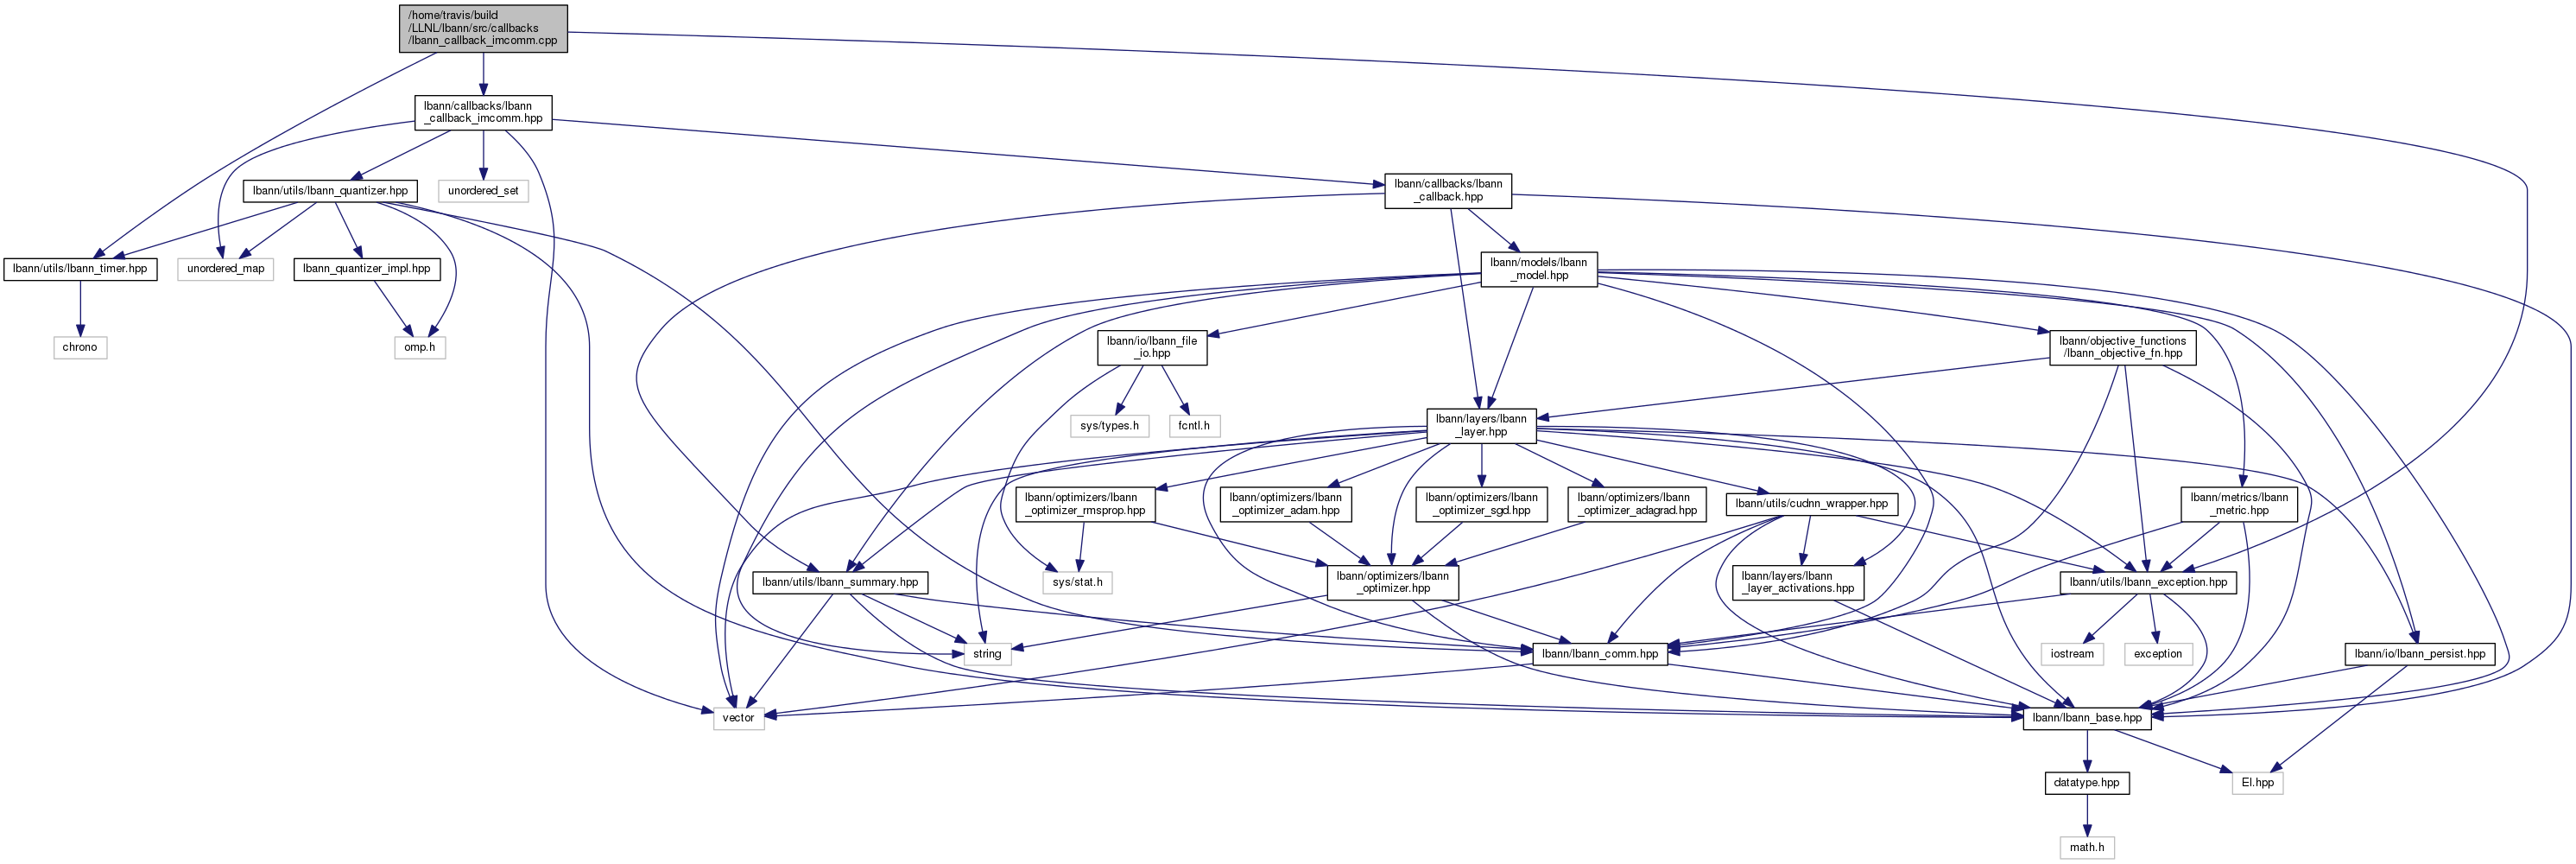 /home/travis/build
/LLNL/lbann/src/callbacks
/lbann_callback_imcomm.cpp
lbann/callbacks/lbann
_callback_imcomm.hpp
lbann/utils/lbann_quantizer.hpp
unordered_set
lbann/callbacks/lbann
_callback.hpp
lbann/utils/lbann_timer.hpp
unordered_map
lbann_quantizer_impl.hpp
lbann/models/lbann
_model.hpp
chrono
omp.h
lbann/io/lbann_file
_io.hpp
lbann/objective_functions
/lbann_objective_fn.hpp
sys/types.h
fcntl.h
lbann/layers/lbann
_layer.hpp
lbann/optimizers/lbann
_optimizer_rmsprop.hpp
lbann/optimizers/lbann
_optimizer_adam.hpp
lbann/optimizers/lbann
_optimizer_sgd.hpp
lbann/optimizers/lbann
_optimizer_adagrad.hpp
lbann/utils/cudnn_wrapper.hpp
lbann/metrics/lbann
_metric.hpp
lbann/utils/lbann_summary.hpp
sys/stat.h
lbann/optimizers/lbann
_optimizer.hpp
lbann/layers/lbann
_layer_activations.hpp
lbann/utils/lbann_exception.hpp
string
lbann/lbann_comm.hpp
iostream
exception
lbann/io/lbann_persist.hpp
vector
lbann/lbann_base.hpp
datatype.hpp
El.hpp
math.h